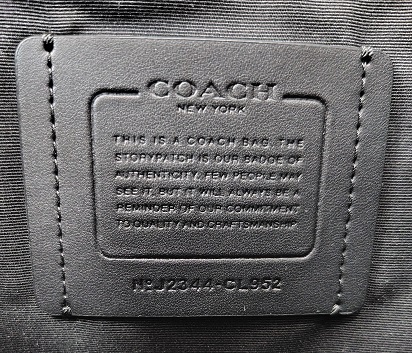 COACH
NEW YORK
THIS IS A COACH BAG. THE
STORYPATCH IS OUR BADGE OF
AUTHENTICITY. FEW PEOPLE MAY
SEE IT, BUT IT WILL ALWAYS BE A
REMINDER OF OUR COMMITMENT
TO QUALITY AND CRAFTSMANSHIP
Nº J2344-CL952